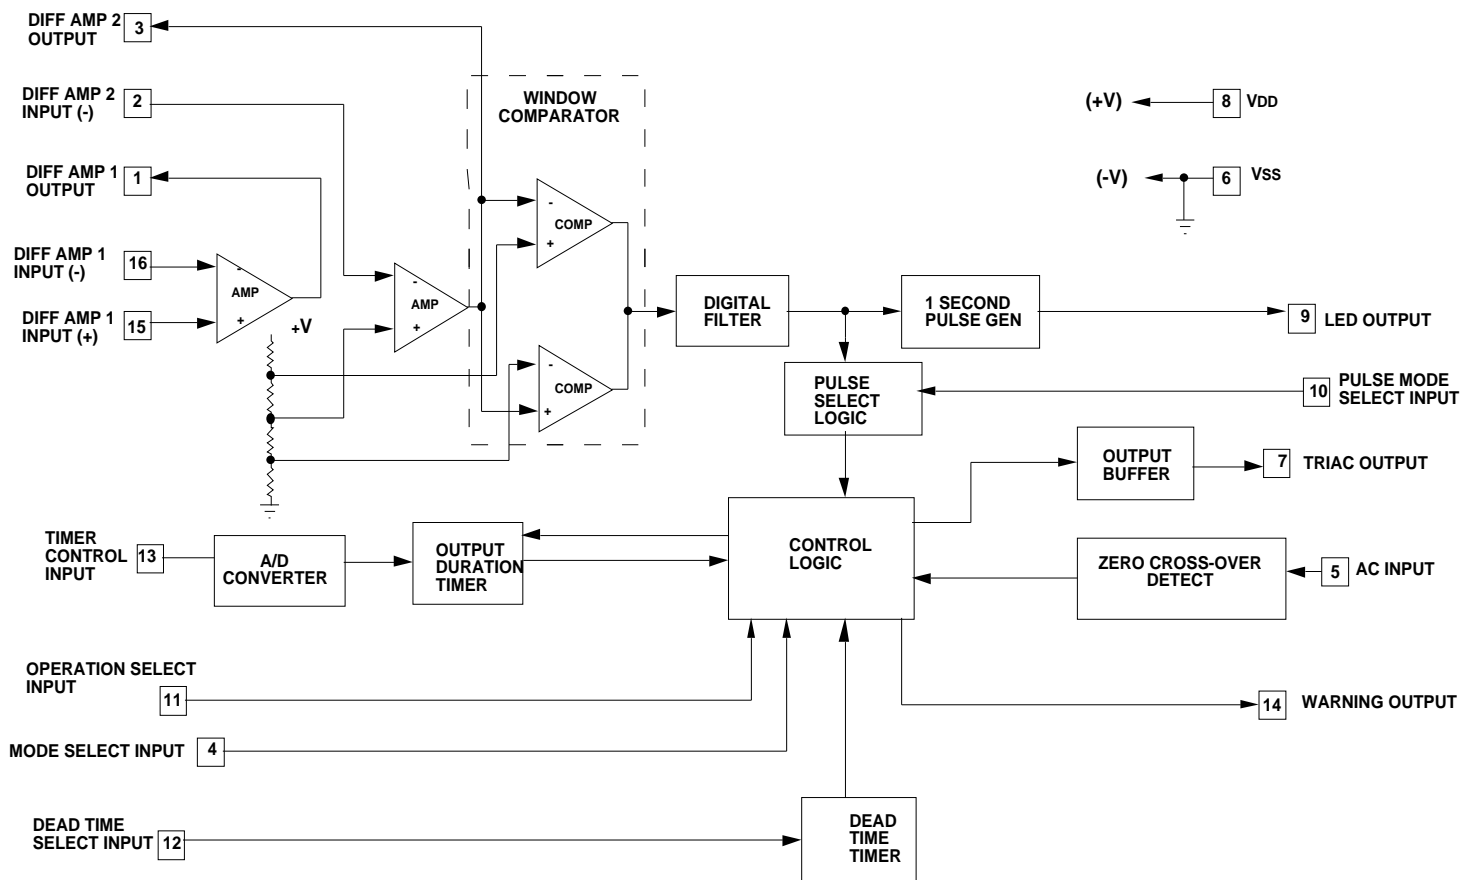 DIFF AMP 2
OUTPUT
3
DIFF AMP 2
INPUT (-)
2
DIFF AMP 1
OUTPUT
1
DIFF AMP 1
INPUT (-)
16
DIFF AMP 1
INPUT (+)
15
-
AMP
+
+V
-
AMP
+
WINDOW
COMPARATOR
-
COMP
+
-
COMP
+
(+V)
8
VDD
(-V)
6
VSS
DIGITAL
FILTER
1 SECOND
PULSE GEN
9
LED OUTPUT
PULSE
SELECT
LOGIC
10
PULSE MODE
SELECT INPUT
OUTPUT
BUFFER
7
TRIAC OUTPUT
TIMER
CONTROL
INPUT
13
A/D
CONVERTER
OUTPUT
DURATION
TIMER
CONTROL
LOGIC
ZERO CROSS-OVER
DETECT
5
AC INPUT
OPERATION SELECT
INPUT
11
14
WARNING OUTPUT
MODE SELECT INPUT
4
DEAD TIME
SELECT INPUT
12
DEAD
TIME
TIMER